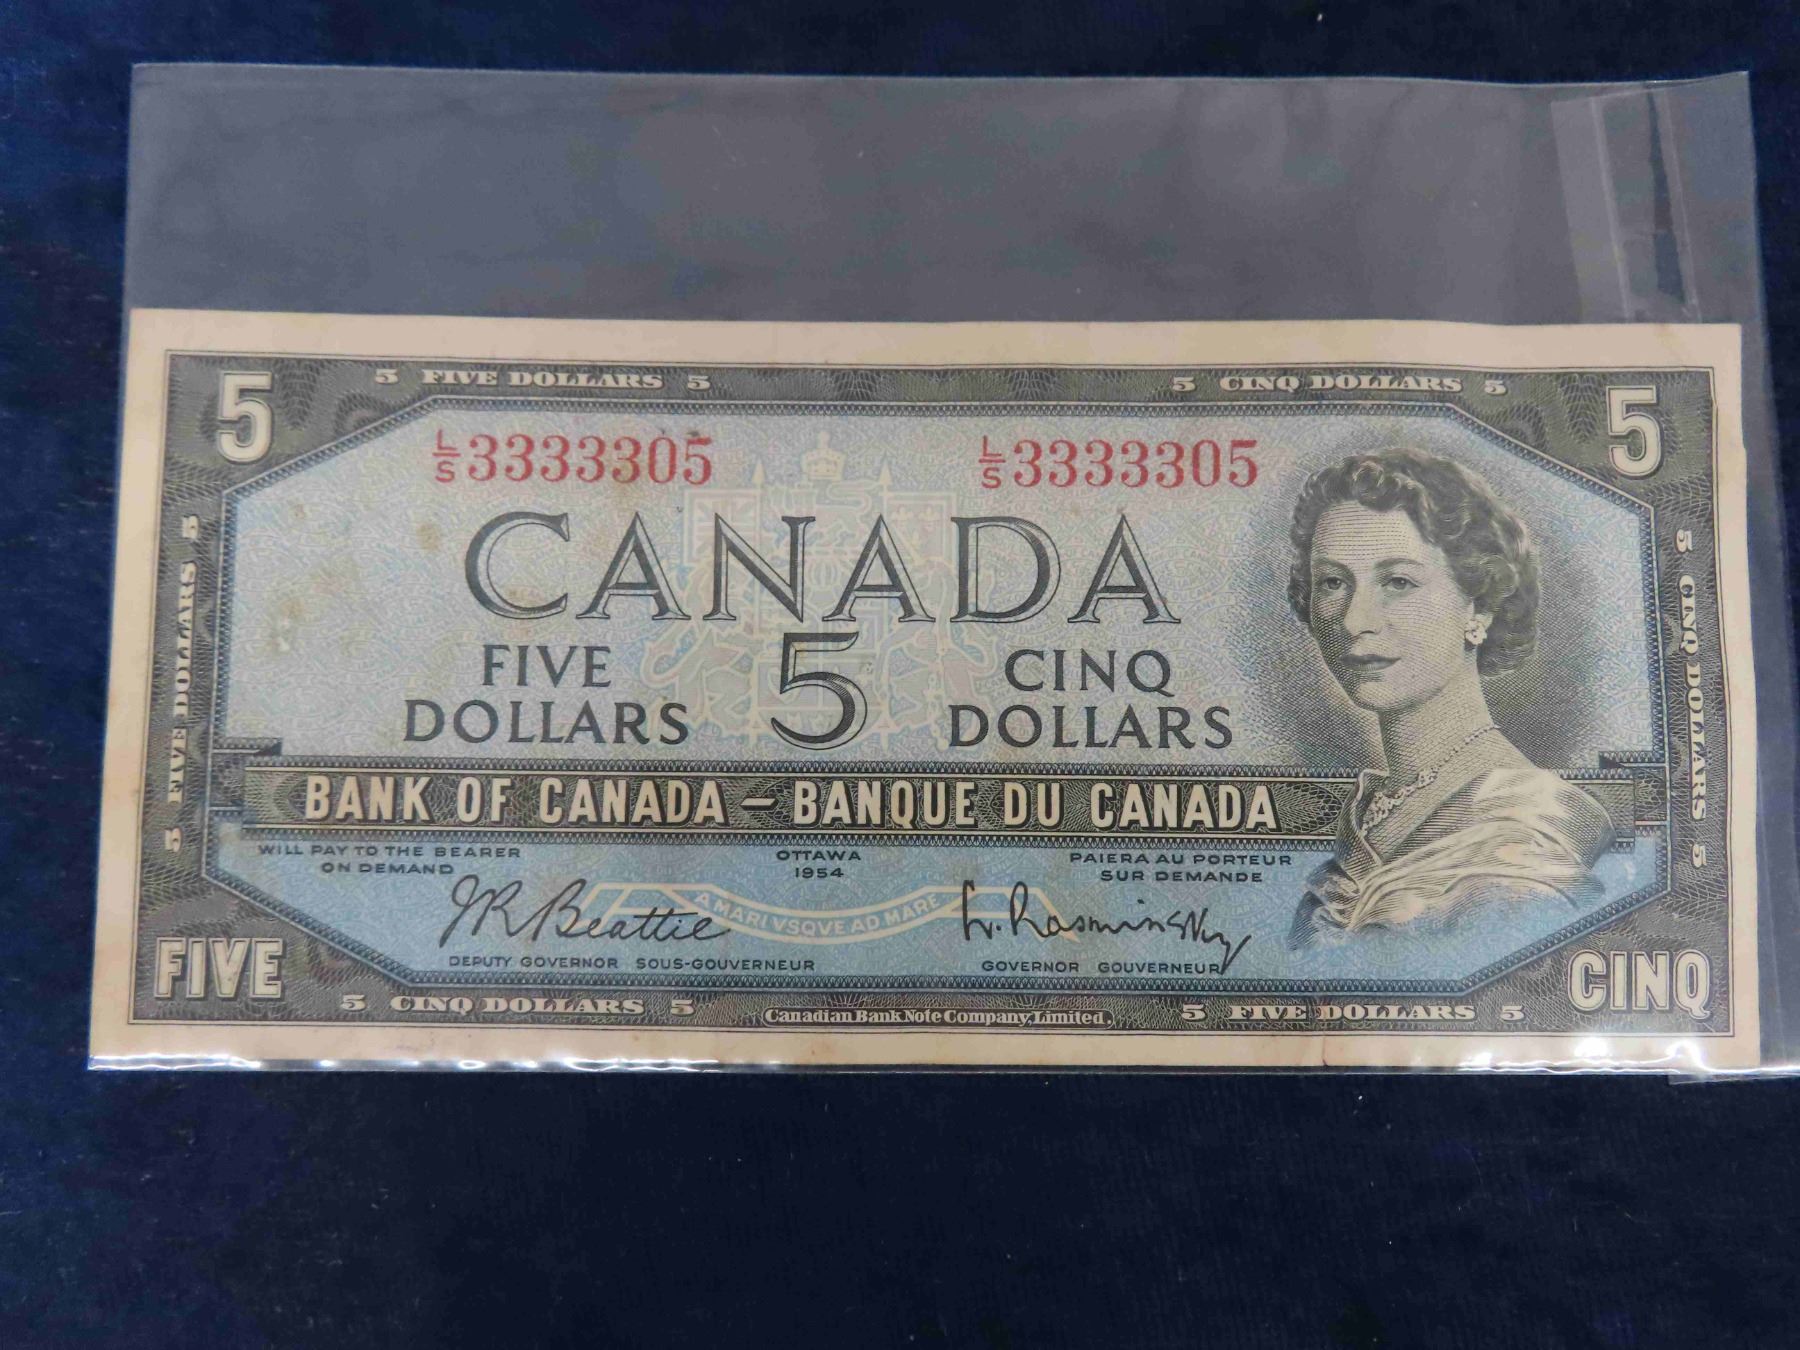 5 5 FIVE DOLLARS 5 5 CINQ DOLLARS 5 5
L/S 3333305 L/S 3333305
CANADA
FIVE 5 CINQ
DOLLARS DOLLARS
5 FIVE DOLLARS 5
5 CINQ DOLLARS 5
BANK OF CANADA – BANQUE DU CANADA
WILL PAY TO THE BEARER OTTAWA PAIERA AU PORTEUR
ON DEMAND 1954 SUR DEMANDE
A MARI VSQVE AD MARE
JR Beattie L. Rasminsky
DEPUTY GOVERNOR SOUS-GOUVERNEUR GOVERNOR GOUVERNEUR
FIVE CINQ
5 CINQ DOLLARS 5 Canadian Bank Note Company, Limited. 5 FIVE DOLLARS 5